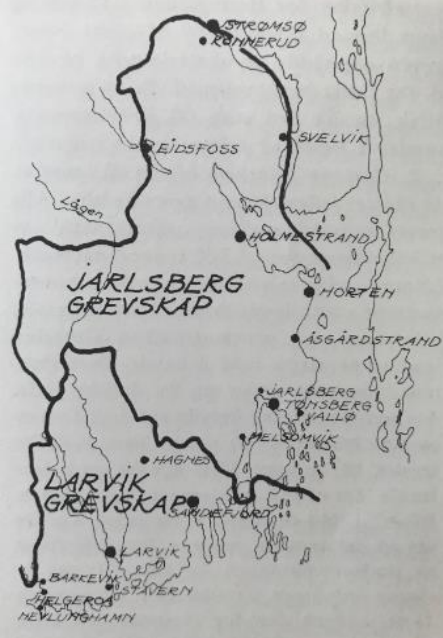 STRØMSØ
KONNERUD
SVELVIK
EIDSFOSS
Lågen
HOLMESTRAND
JARLSBERG
GREVSKAP
HORTEN
ÅSGÅRDSTRAND
JARLSBERG
TØNSBERG
VALLØ
MELSOMVIK
HAGNES
LARVIK
GREVSKAP
SANDEFJORD
LARVIK
BARKEVIK
STAVERN
HELGEROA
NEVLUNGHAMN